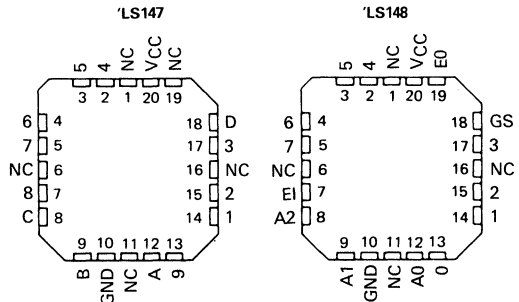 'LS147
5 4 NC VCC NC
3 2 1 20 19
6 4 18 D
7 5 17 3
NC 6 16 NC
8 7 15 2
C 8 14 1
9 10 11 12 13
B GND NC A 9
'LS148
5 4 NC VCC E0
3 2 1 20 19
6 4 18 GS
7 5 17 3
NC 6 16 NC
EI 7 15 2
A2 8 14 1
9 10 11 12 13
A1 GND NC A0 0